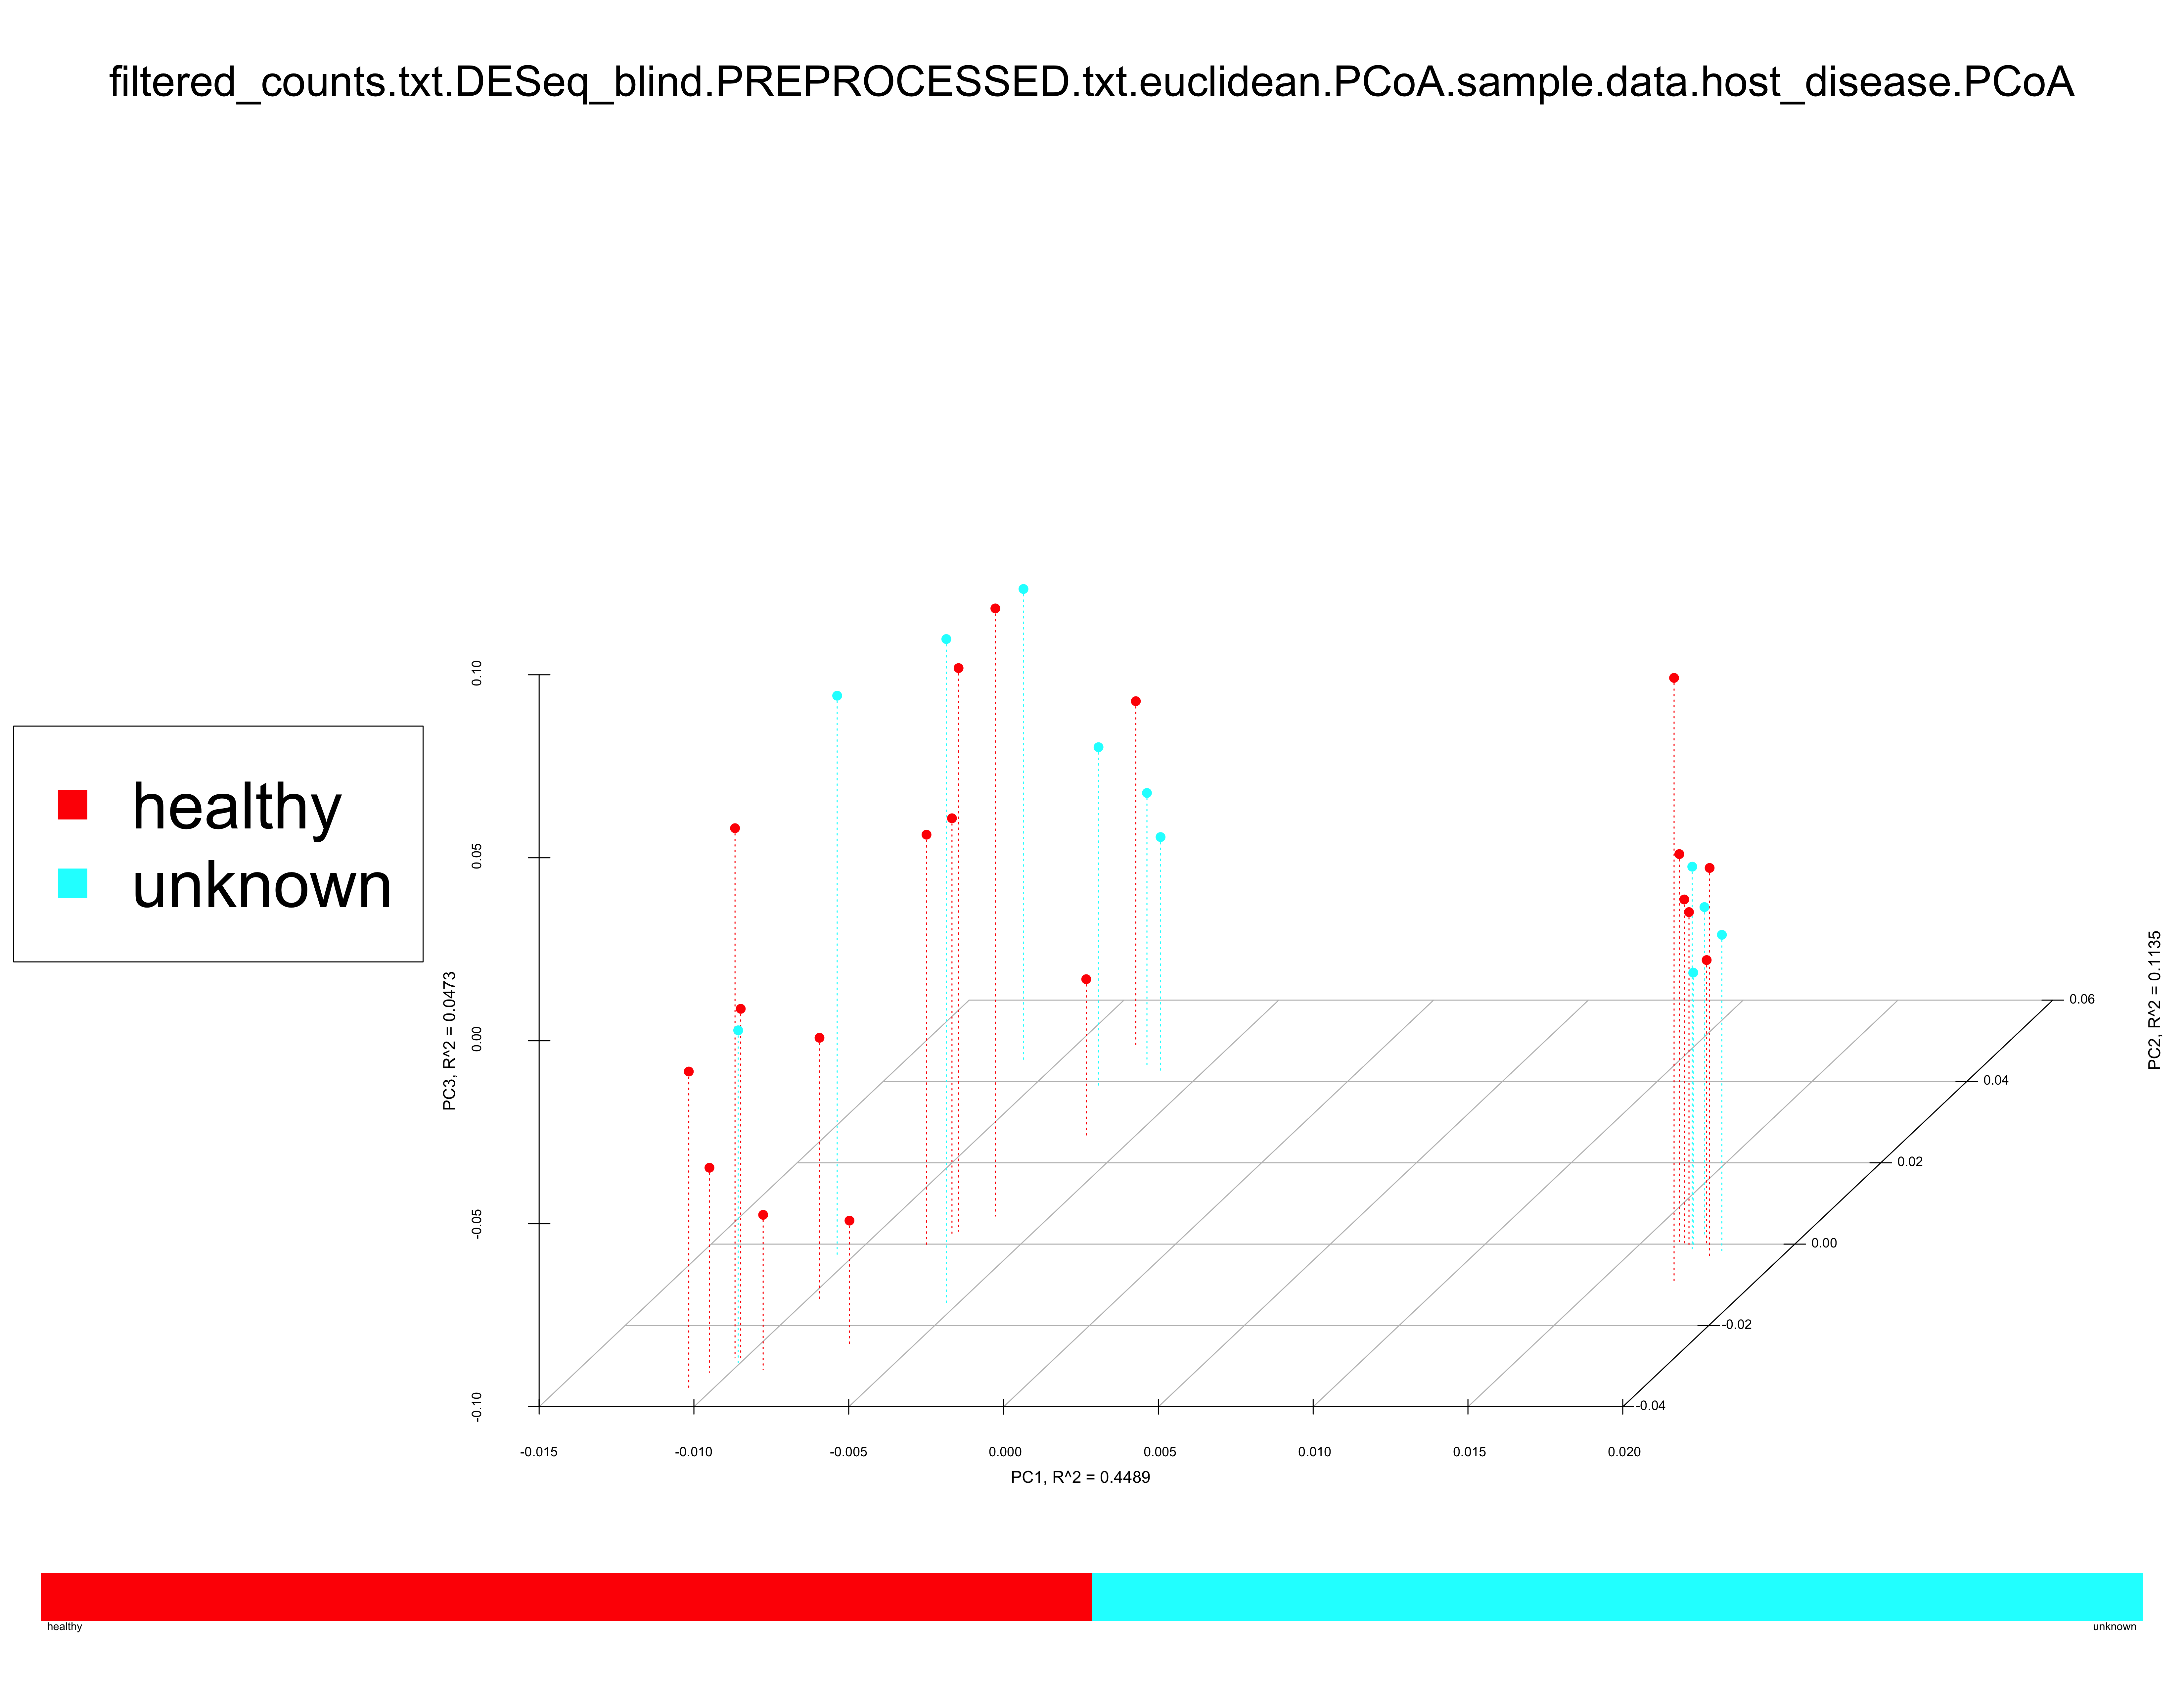 filtered_counts.txt.DESeq_blind.PREPROCESSED.txt.euclidean.PCoA.sample.data.host_disease.PCoA
healthy
unknown
PC3, R^2 = 0.0473
0.10
0.05
0.00
-0.05
-0.10
PC2, R^2 = 0.1135
0.06
0.04
0.02
0.00
-0.02
-0.04
-0.015 -0.010 -0.005 0.000 0.005 0.010 0.015 0.020
PC1, R^2 = 0.4489
healthy unknown